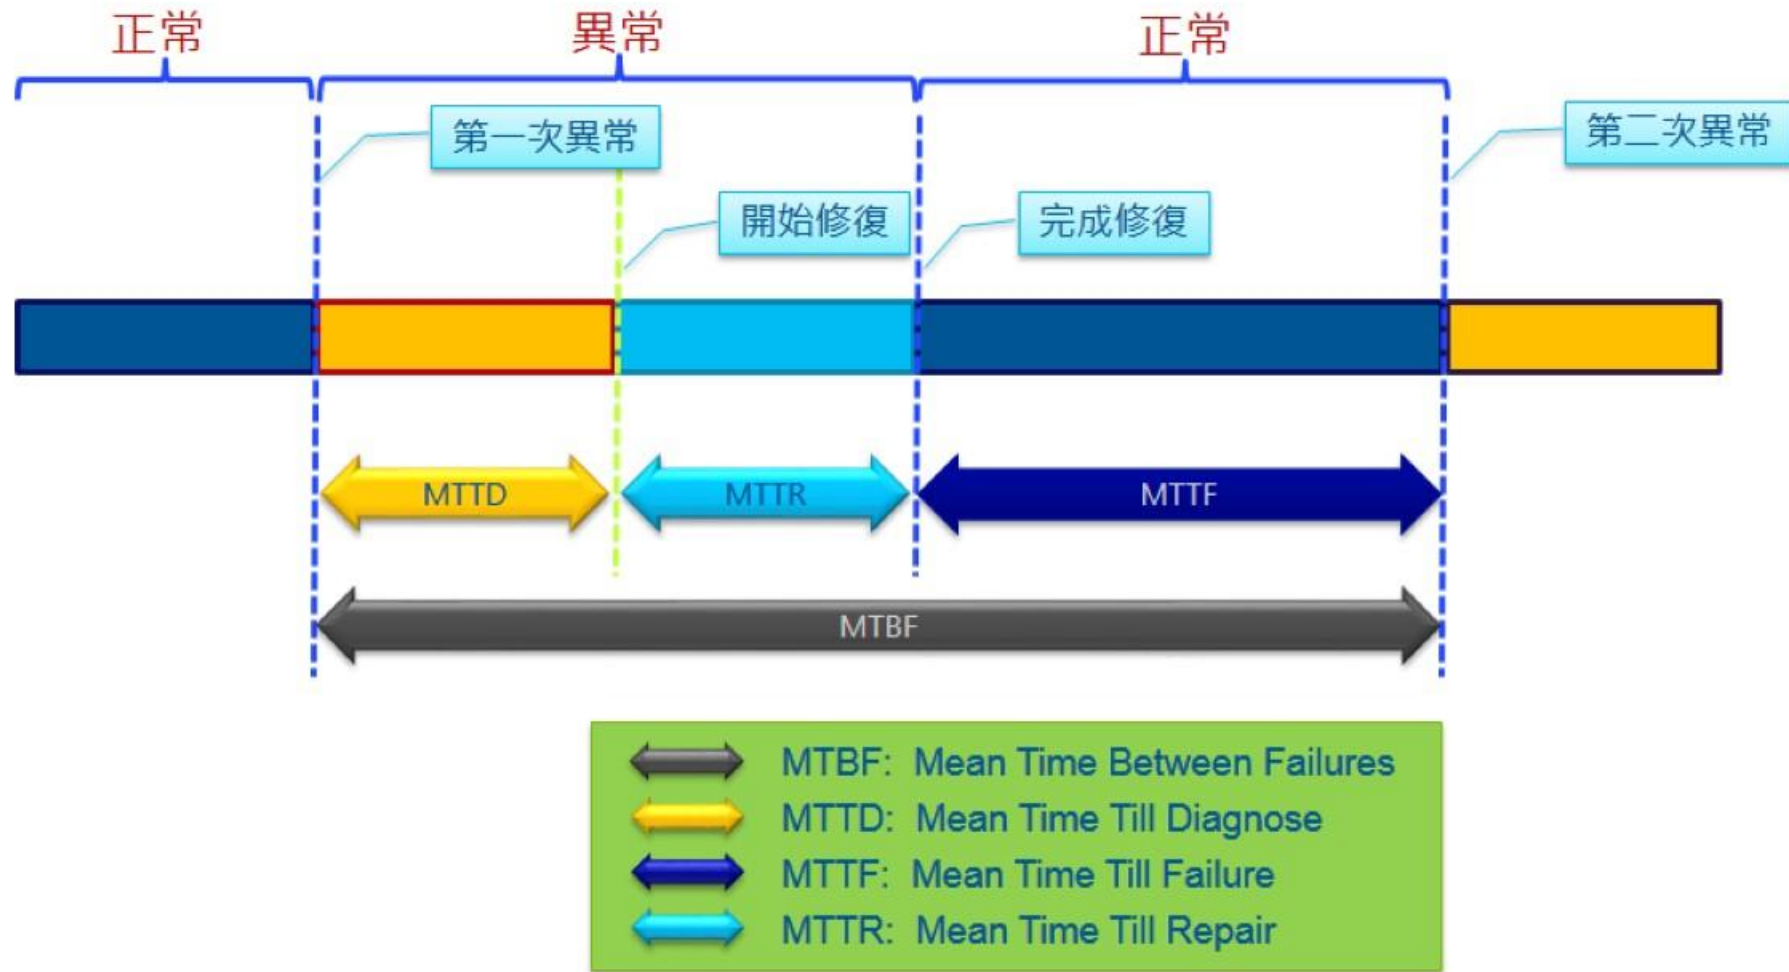 正常
異常
正常
第一次異常
第二次異常
開始修復
完成修復
MTTD
MTTR
MTTF
MTBF
MTBF: Mean Time Between Failures
MTTD: Mean Time Till Diagnose
MTTF: Mean Time Till Failure
MTTR: Mean Time Till Repair